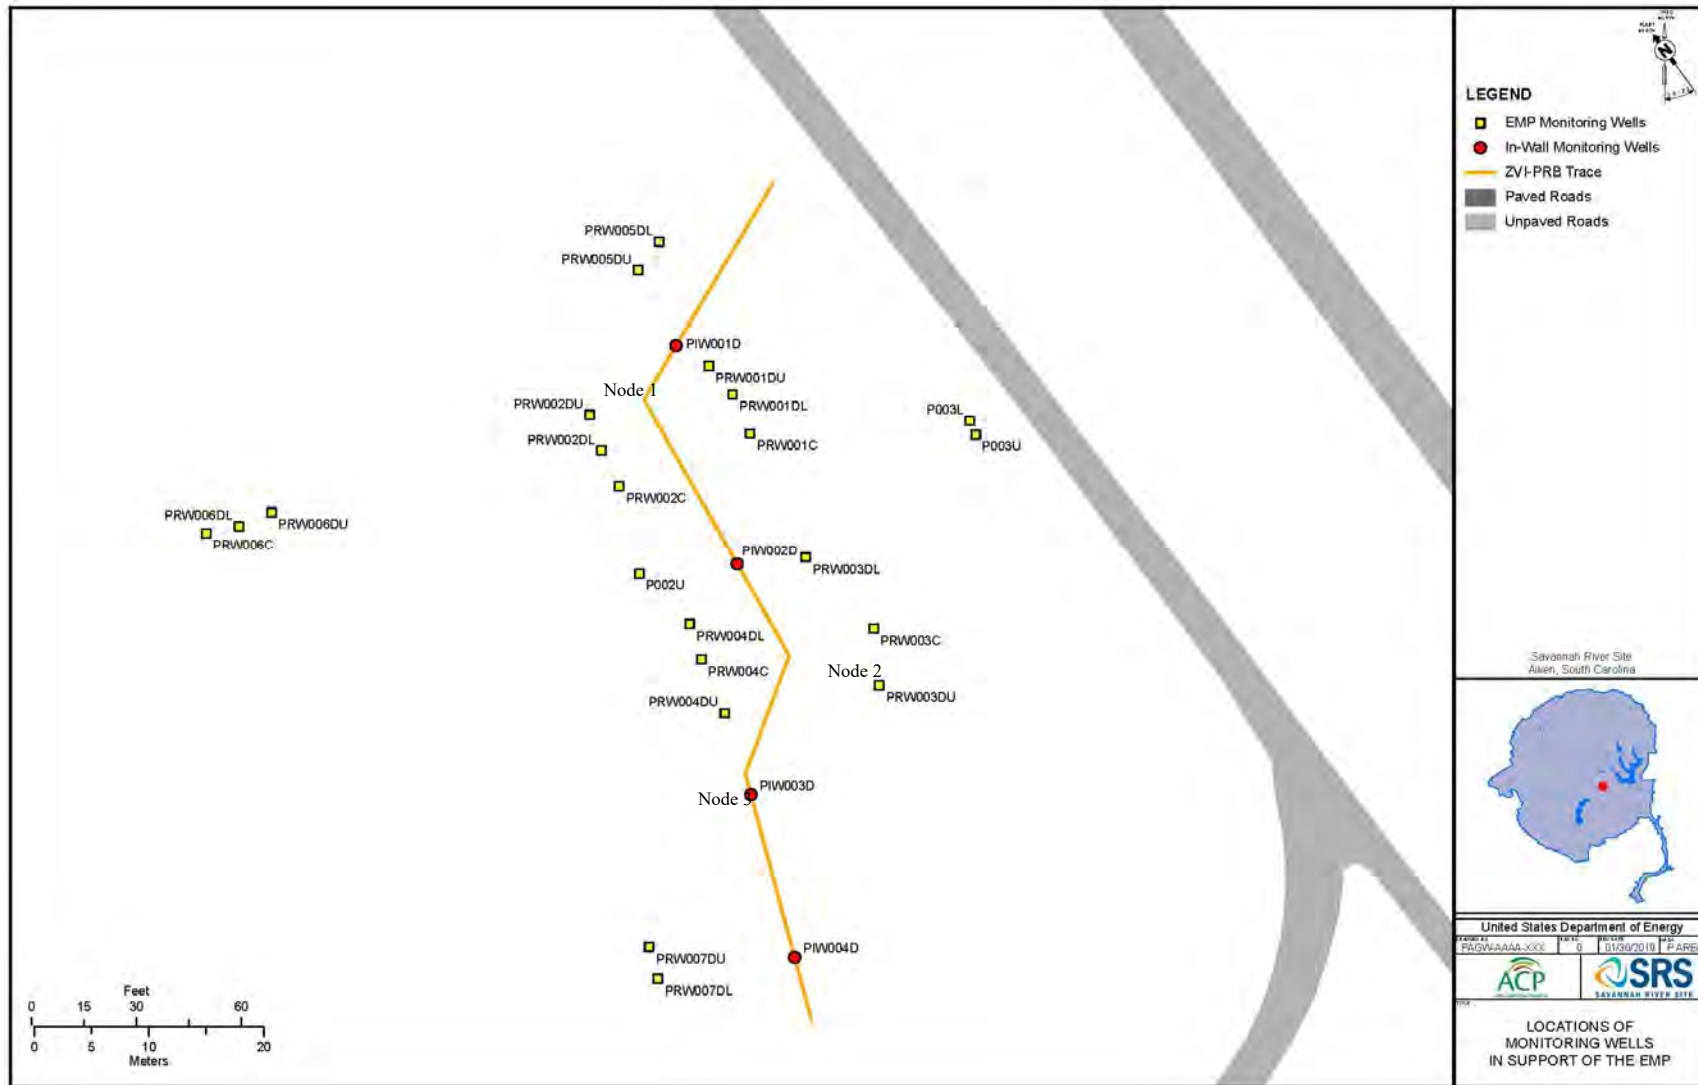 LEGEND
EMP Monitoring Wells
In-Wall Monitoring Wells
ZVI-PRB Trace
Paved Roads
Unpaved Roads
PRW005DL
PRW005DU
PIW001D
PRW001DU
Node 1
PRW001DL
PRW002DU
P003L
PRW001C
P003U
PRW002DL
PRW002C
PRW006DL
PRW006DU
PRW006C
PIW002D
PRW003DL
P002U
PRW004DL
PRW003C
PRW004C
Node 2
PRW003DU
PRW004DU
PIW003D
Node 3
PIW004D
PRW007DU
PRW007DL
Feet
0 15 30 60
0 5 10 20
Meters
Savannah River Site
Aiken, South Carolina
United States Department of Energy
PAGWAAAA-XXX 0 01/30/2019 P AREA
ACP
SRS
SAVANNAH RIVER SITE
LOCATIONS OF
MONITORING WELLS
IN SUPPORT OF THE EMP